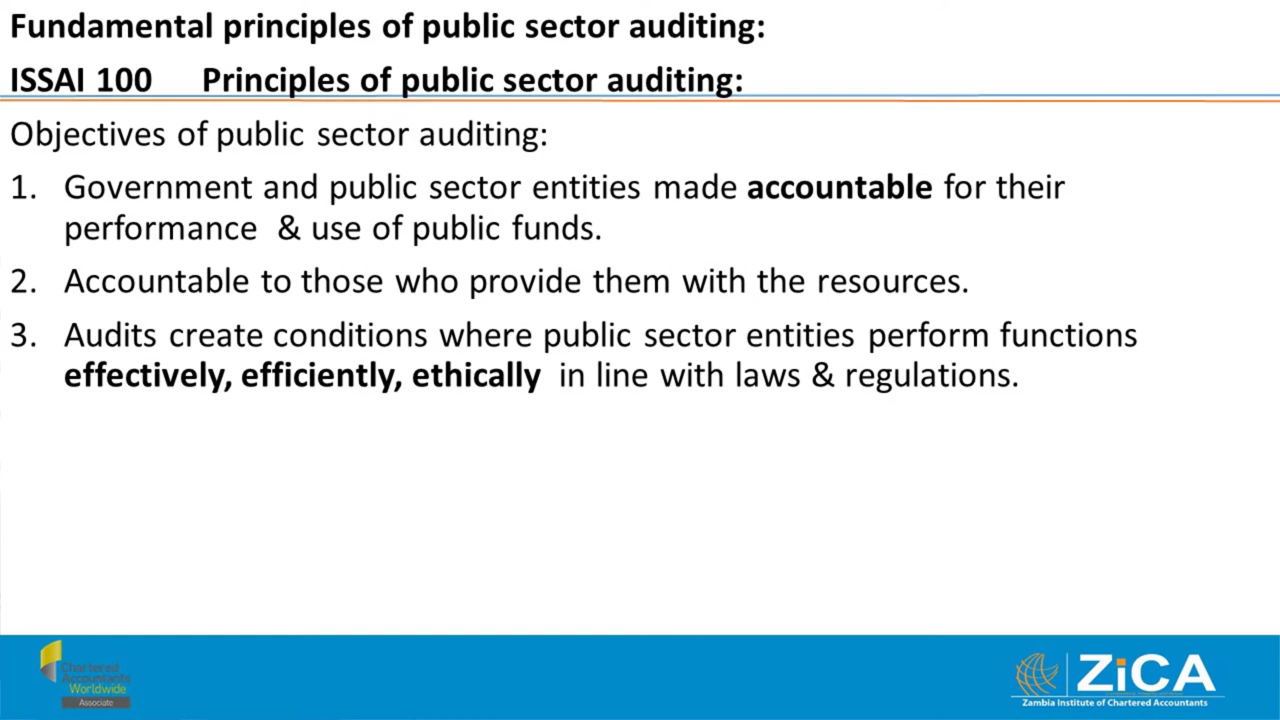 Fundamental principles of public sector auditing:
ISSAI 100 Principles of public sector auditing:
Objectives of public sector auditing:
1. Government and public sector entities made accountable for their
performance & use of public funds.
2. Accountable to those who provide them with the resources.
3. Audits create conditions where public sector entities perform functions
effectively, efficiently, ethically in line with laws & regulations.
Chartered
Accountants
Worldwide
Associate
ZiCA
Zambia Institute of Chartered Accountants